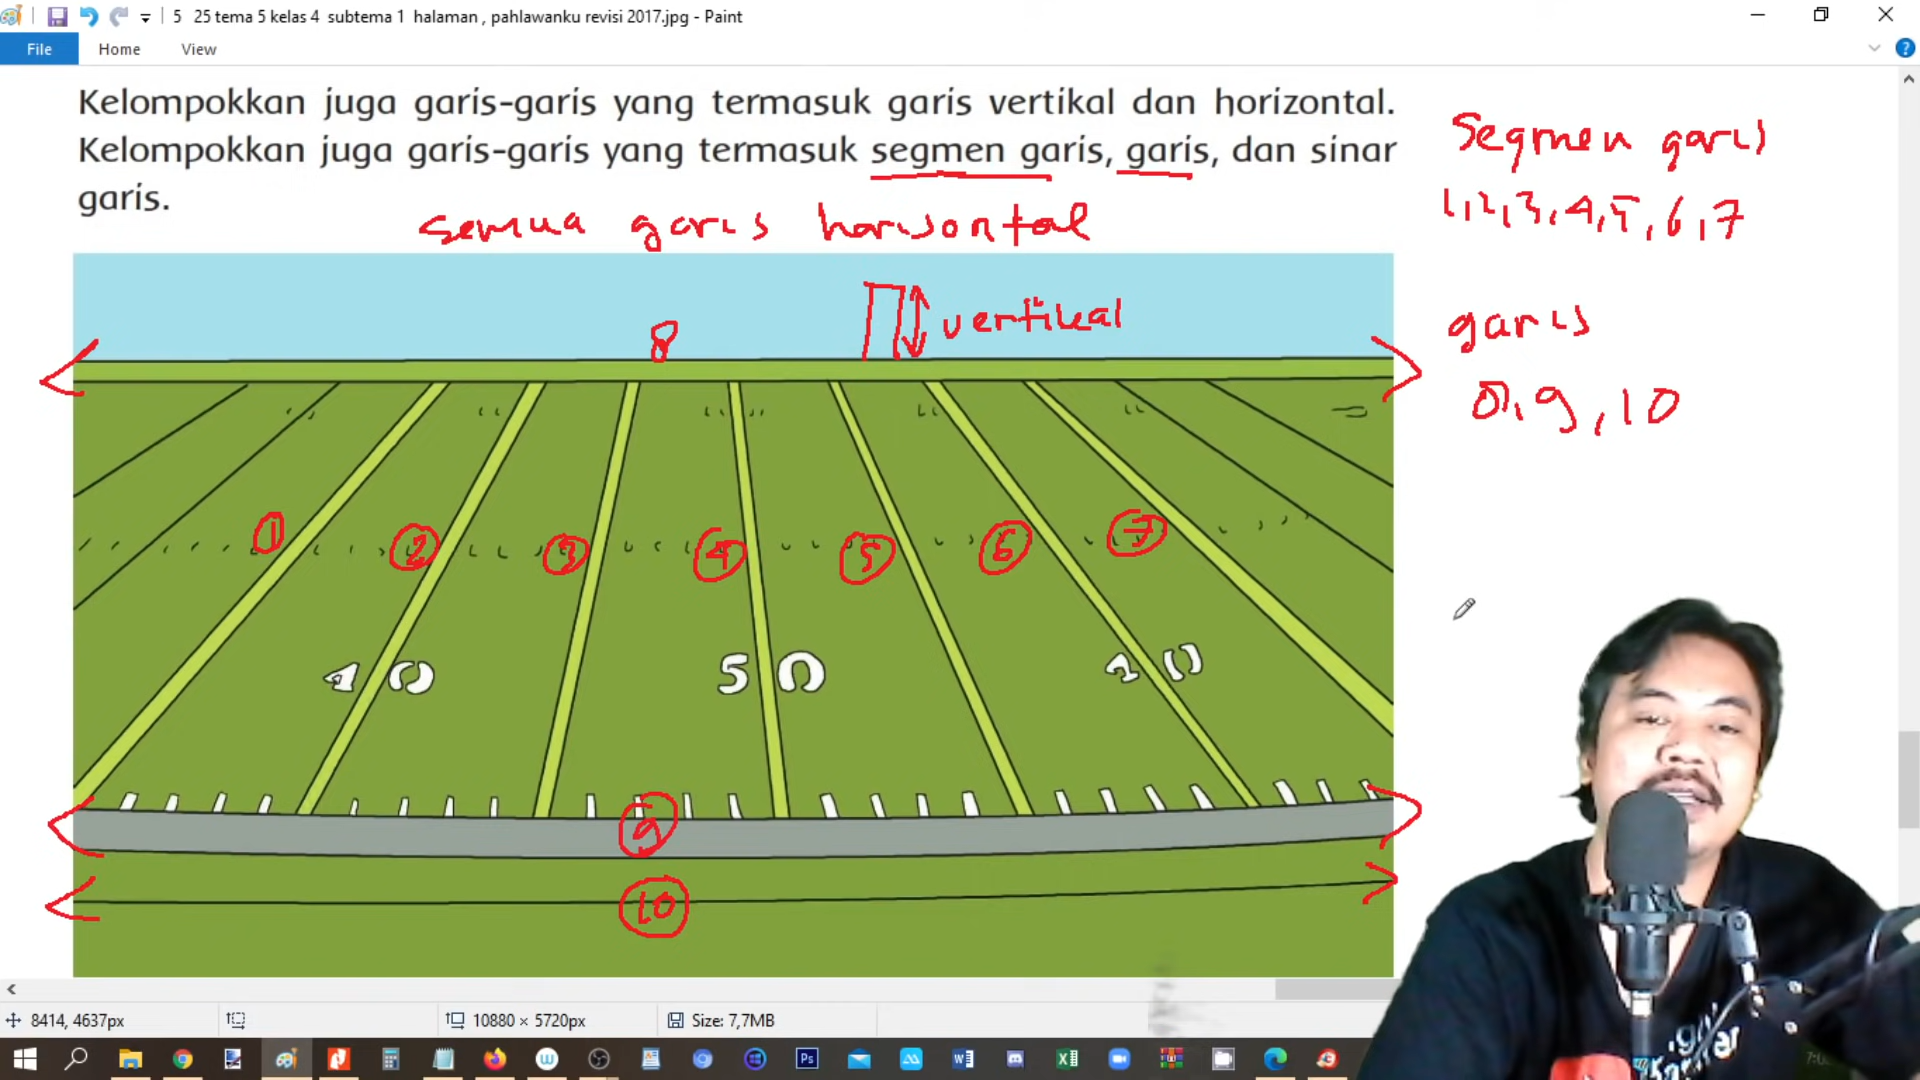 5 25 tema 5 kelas 4 subtema 1 halaman , pahlawanku revisi 2017.jpg - Paint
File Home View
Kelompokkan juga garis-garis yang termasuk garis vertikal dan horizontal.
Kelompokkan juga garis-garis yang termasuk segmen garis, garis, dan sinar
garis.
semua garis horisontal
Segmen garis
1,2,3,4,5,6,7
8
vertikal
garis
8,9,10
1 2 3 4 5 6 7
50
9
10
8414, 4637px
10880 × 5720px
Size: 7,7MB
Ps